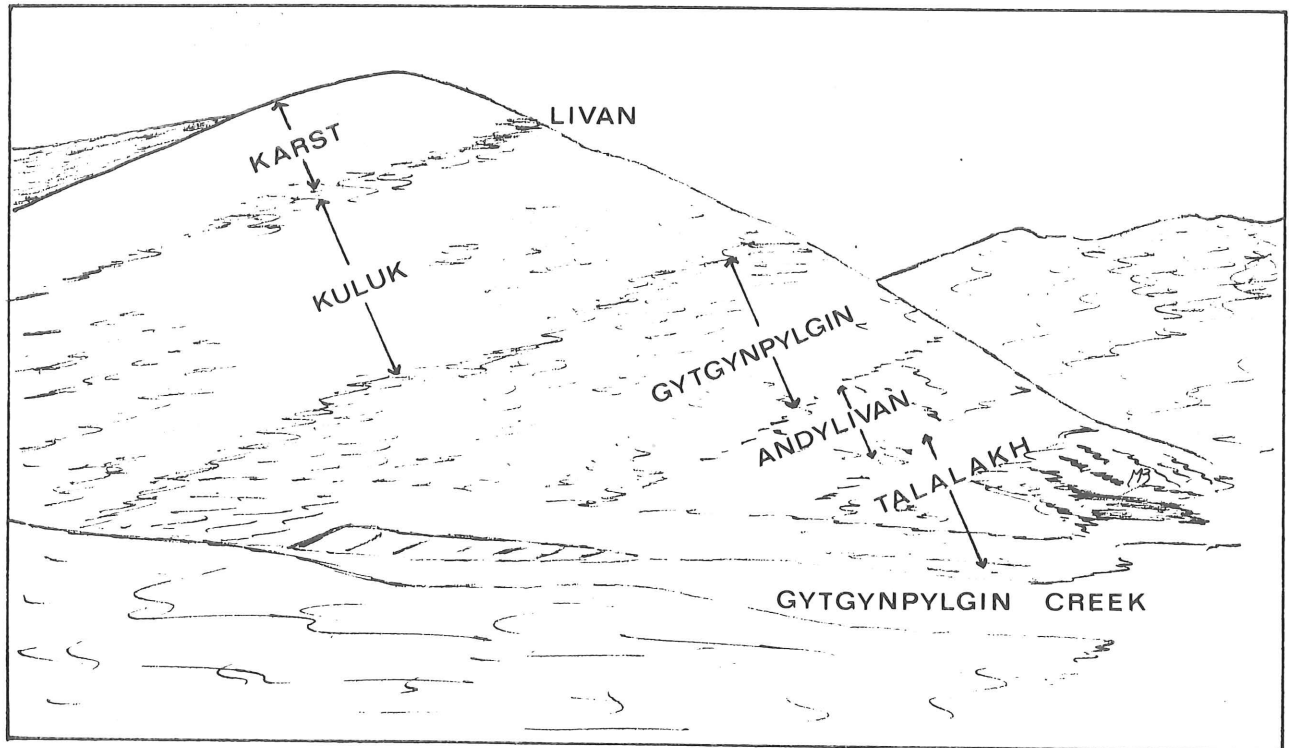 LIVAN
KARST
KULUK
GYTGYNPYLGIN
ANDYLIVAN
TALALAKH
GYTGYNPYLGIN CREEK